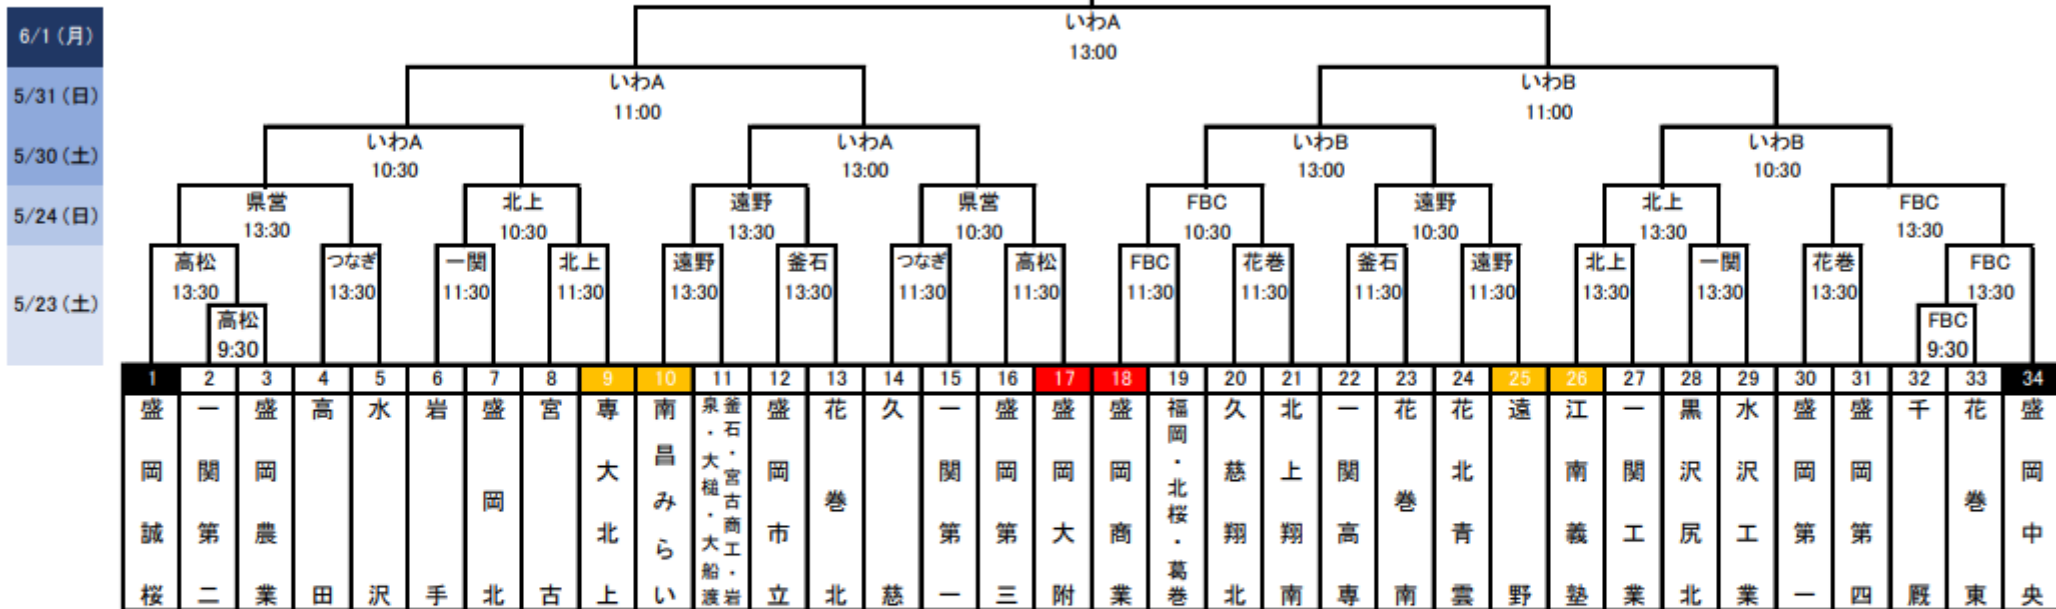 いわA
13:00
6/1 (月)
いわA
11:00
いわB
11:00
5/31 (日)
いわA
10:30
いわA
13:00
いわB
13:00
いわB
10:30
5/30 (土)
県営
13:30
北上
10:30
遠野
13:30
県営
10:30
FBC
10:30
遠野
10:30
北上
13:30
FBC
13:30
5/24 (日)
高松
13:30
つなぎ
13:30
一関
11:30
北上
11:30
遠野
13:30
釜石
13:30
つなぎ
11:30
高松
11:30
FBC
11:30
花巻
11:30
釜石
11:30
遠野
11:30
北上
13:30
一関
13:30
花巻
13:30
FBC
13:30
5/23 (土)
高松
9:30
FBC
9:30
1 2 3 4 5 6 7 8 9 10 11 12 13 14 15 16 17 18 19 20 21 22 23 24 25 26 27 28 29 30 31 32 33 34
盛岡誠桜
一関第二
盛岡農業
高田
水沢
岩手
盛岡北
宮古
専大北上
南昌みらい
釜石・宮古商工・岩
泉・大槌・大船渡
盛岡市立
花巻北
久慈
一関第一
盛岡第三
盛岡大附
盛岡商業
福岡・北桜・葛巻
久慈翔北
北上翔南
一関高専
花巻南
花北青雲
遠野
江南義塾
一関工業
黒沢尻北
水沢工業
盛岡第一
盛岡第四
千厩
花巻東
盛岡中央